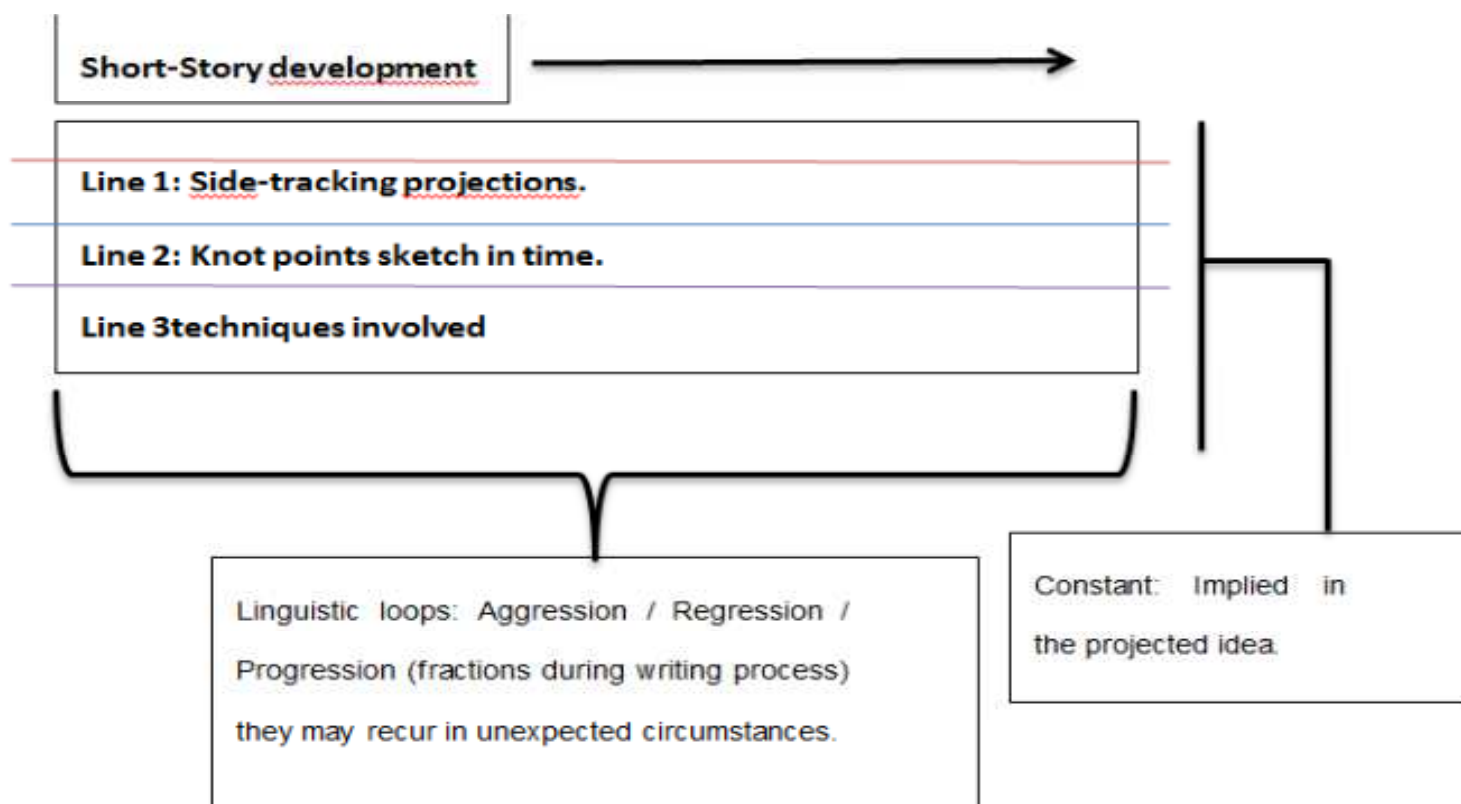 Short-Story development
Line 1: Side-tracking projections.
Line 2: Knot points sketch in time.
Line 3techniques involved
Linguistic loops: Aggression / Regression /
Progression (fractions during writing process)
they may recur in unexpected circumstances.
Constant: Implied in
the projected idea.